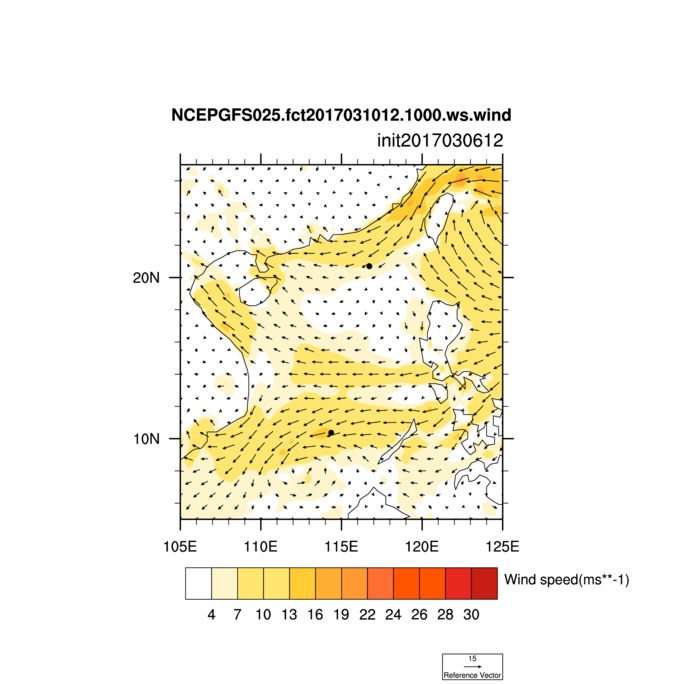 NCEPGFS025.fct2017031012.1000.ws.wind
init2017030612
20N
10N
105E 110E 115E 120E 125E
Wind speed(ms**-1)
4 7 10 13 16 19 22 24 26 28 30
15
Reference Vector